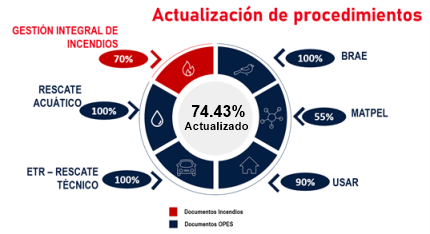 Actualización de procedimientos
GESTIÓN INTEGRAL DE
INCENDIOS
70%
BRAE
100%
RESCATE
ACUÁTICO
100%
74.43%
Actualizado
MATPEL
55%
ETR – RESCATE
TÉCNICO
100%
USAR
90%
Documentos Incendios
Documentos OPES